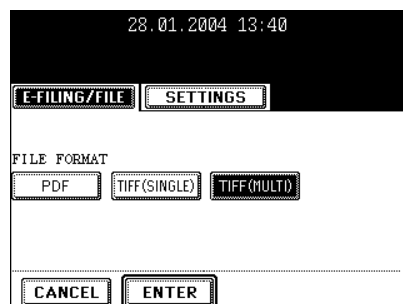 28.01.2004 13:40
E-FILING/FILE SETTINGS
FILE FORMAT
PDF TIFF(SINGLE) TIFF(MULTI)
CANCEL ENTER